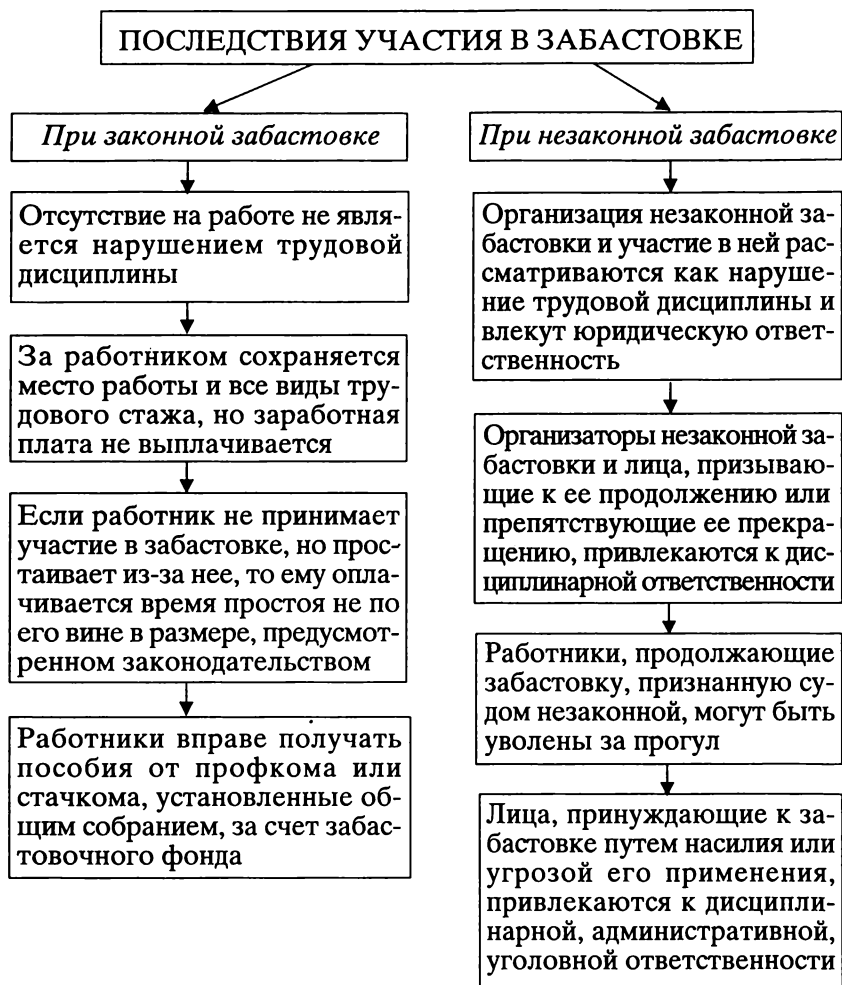 ПОСЛЕДСТВИЯ УЧАСТИЯ В ЗАБАСТОВКЕ
При законной забастовке
Отсутствие на работе не явля-
ется нарушением трудовой
дисциплины
За работником сохраняется
место работы и все виды тру-
дового стажа, но заработная
плата не выплачивается
Если работник не принимает
участие в забастовке, но прос-
таивает из-за нее, то ему опла-
чивается время простоя не по
его вине в размере, предусмот-
ренном законодательством
Работники вправе получать
пособия от профкома или
стачкома, установленные об-
щим собранием, за счет забас-
товочного фонда
При незаконной забастовке
Организация незаконной за-
бастовки и участие в ней рас-
сматриваются как наруше-
ние трудовой дисциплины и
влекут юридическую ответ-
ственность
Организаторы незаконной за-
бастовки и лица, призываю-
щие к ее продолжению или
препятствующие ее прекра-
щению, привлекаются к дис-
циплинарной ответственности
Работники, продолжающие
забастовку, признанную су-
дом незаконной, могут быть
уволены за прогул
Лица, принуждающие к за-
бастовке путем насилия или
угрозой его применения,
привлекаются к дисципли-
нарной, административной,
уголовной ответственности